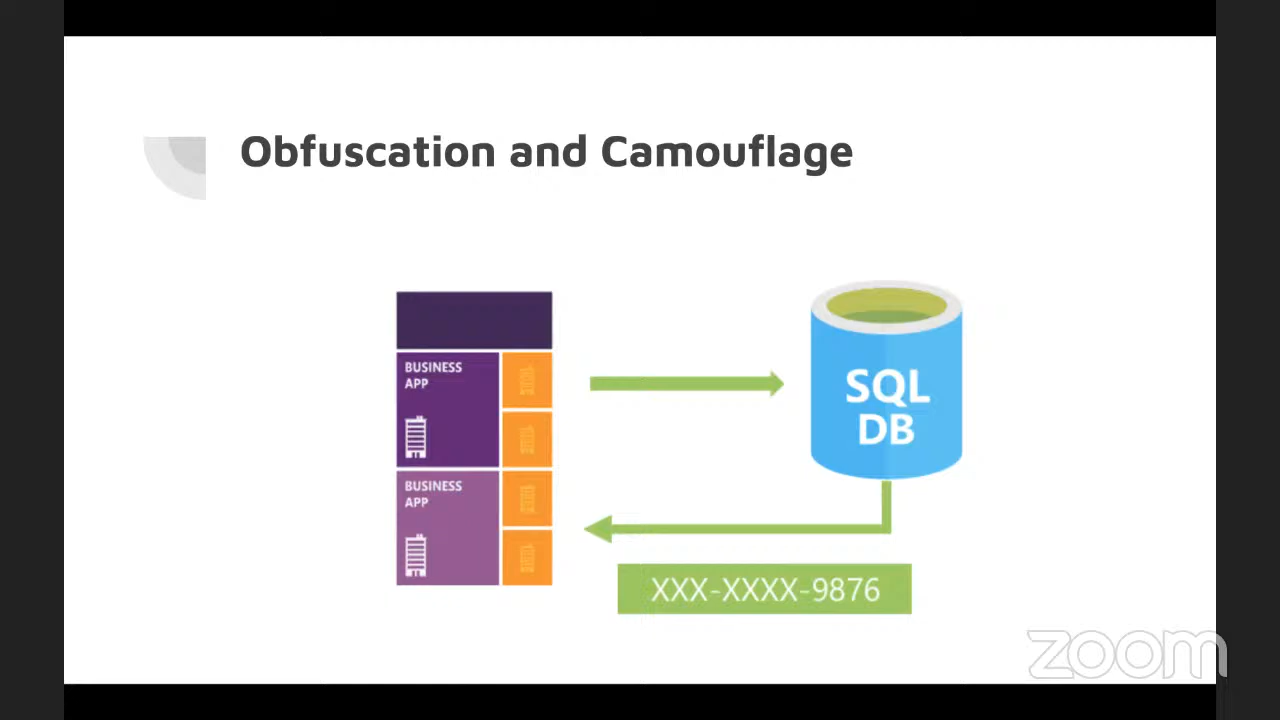 Obfuscation and Camouflage
BUSINESS
APP
BUSINESS
APP
SQL
DB
XXX-XXXX-9876
zoom